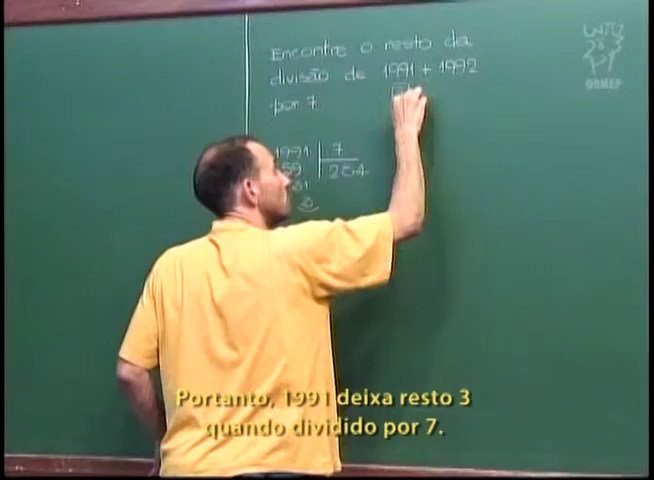 Encontre o resto da
divisão de 1991 + 1992
por 7
1991 7
59 284
31
3
OBMEP
Portanto, 1991 deixa resto 3
quando dividido por 7.